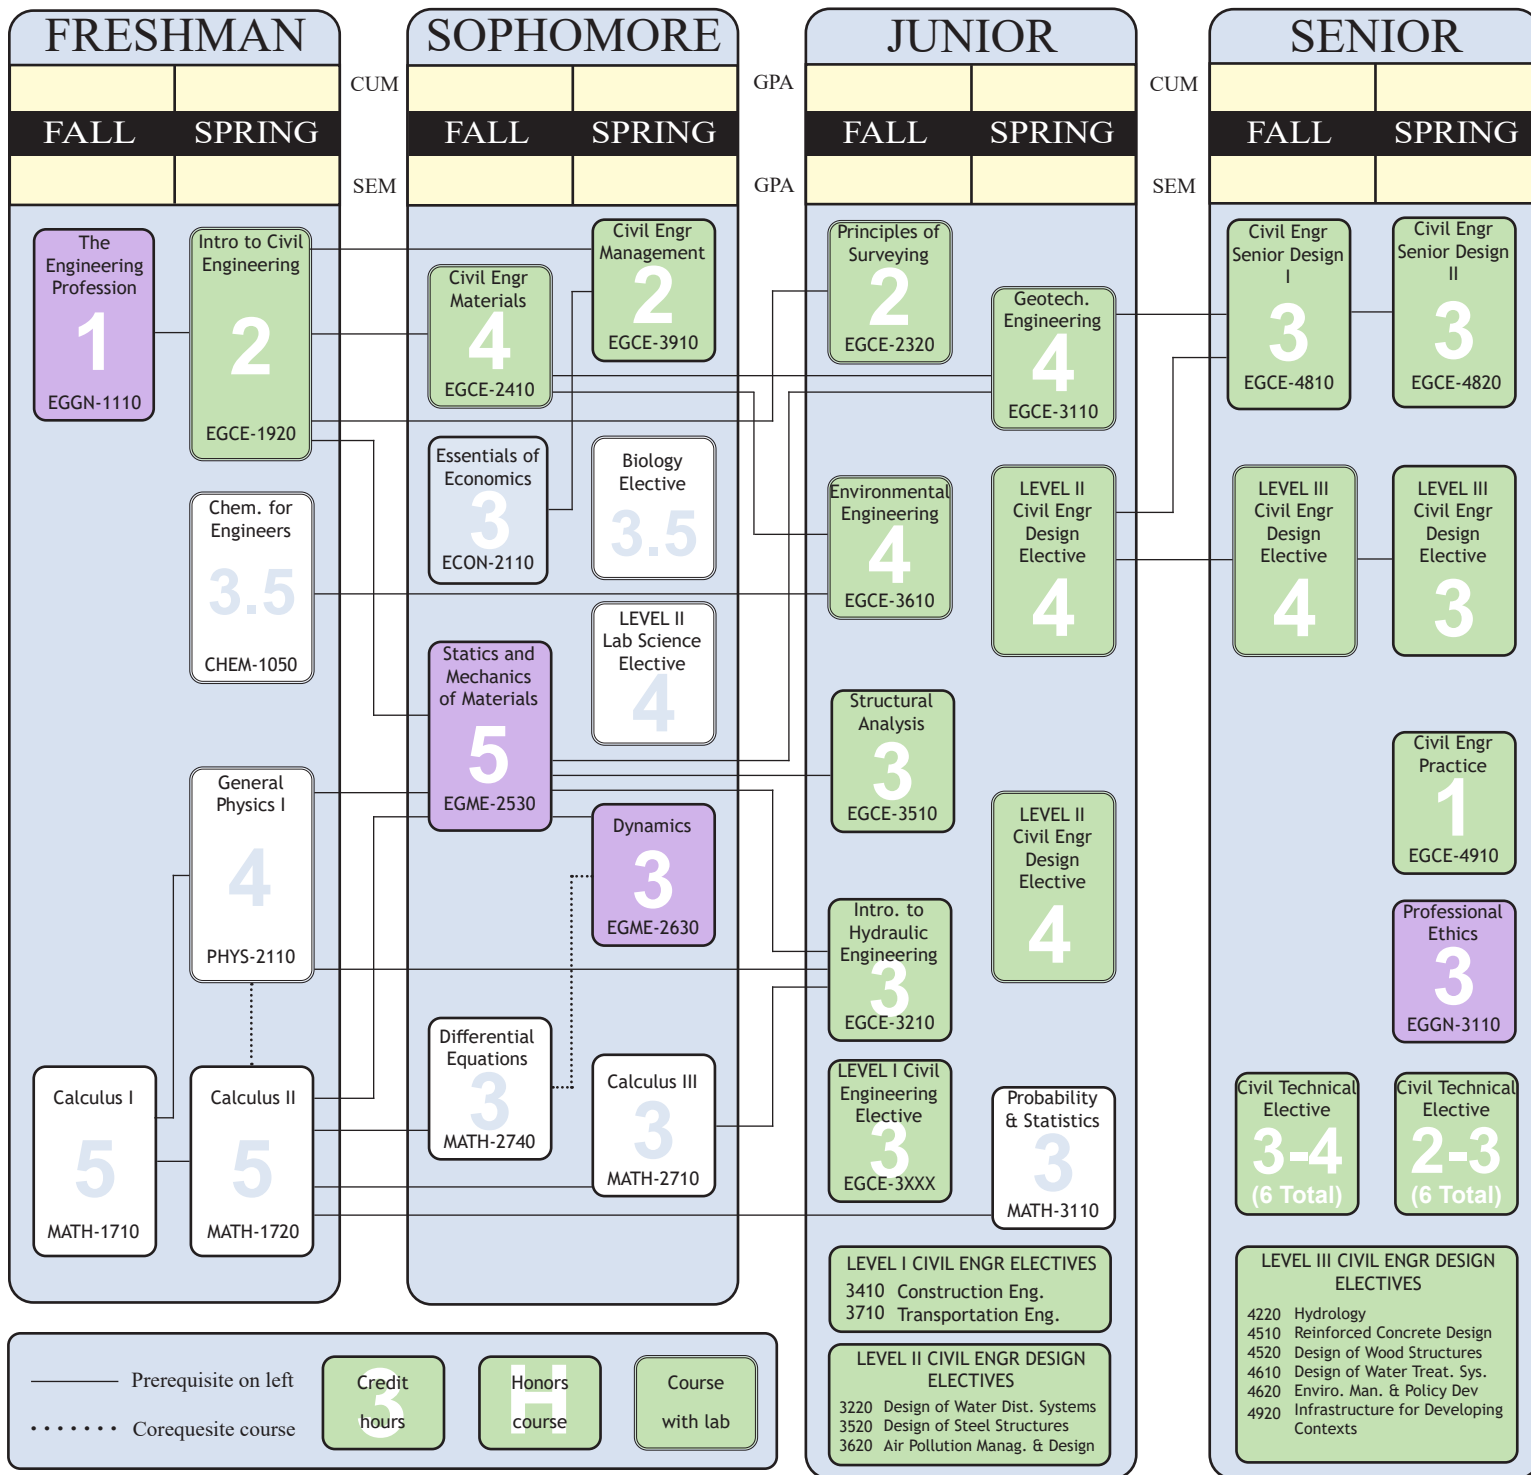 FRESHMAN
FALL
SPRING
The
Engineering
Profession
1
EGGN-1110
Intro to Civil
Engineering
2
EGCE-1920
Chem. for
Engineers
3.5
CHEM-1050
General
Physics I
4
PHYS-2110
Calculus I
5
MATH-1710
Calculus II
5
MATH-1720
CUM
SEM
SOPHOMORE
FALL
SPRING
Civil Engr
Materials
4
EGCE-2410
Civil Engr
Management
2
EGCE-3910
Essentials of
Economics
3
ECON-2110
Biology
Elective
3.5
LEVEL II
Lab Science
Elective
4
Statics and
Mechanics
of Materials
5
EGME-2530
Dynamics
3
EGME-2630
Differential
Equations
3
MATH-2740
Calculus III
3
MATH-2710
GPA
GPA
JUNIOR
FALL
SPRING
Principles of
Surveying
2
EGCE-2320
Geotech.
Engineering
4
EGCE-3110
Environmental
Engineering
4
EGCE-3610
LEVEL II
Civil Engr
Design
Elective
4
Structural
Analysis
3
EGCE-3510
LEVEL II
Civil Engr
Design
Elective
4
Intro. to
Hydraulic
Engineering
3
EGCE-3210
LEVEL I Civil
Engineering
Elective
3
EGCE-3XXX
Probability
& Statistics
3
MATH-3110
LEVEL I CIVIL ENGR ELECTIVES
3410 Construction Eng.
3710 Transportation Eng.
LEVEL II CIVIL ENGR DESIGN
ELECTIVES
3220 Design of Water Dist. Systems
3520 Design of Steel Structures
3620 Air Pollution Manag. & Design
CUM
SEM
SENIOR
FALL
SPRING
Civil Engr
Senior Design
I
3
EGCE-4810
Civil Engr
Senior Design
II
3
EGCE-4820
LEVEL III
Civil Engr
Design
Elective
4
LEVEL III
Civil Engr
Design
Elective
3
Civil Engr
Practice
1
EGCE-4910
Professional
Ethics
3
EGGN-3110
Civil Technical
Elective
3-4
(6 Total)
Civil Technical
Elective
2-3
(6 Total)
LEVEL III CIVIL ENGR DESIGN
ELECTIVES
4220 Hydrology
4510 Reinforced Concrete Design
4520 Design of Wood Structures
4610 Design of Water Treat. Sys.
4620 Enviro. Man. & Policy Dev
4920 Infrastructure for Developing
Contexts
Prerequisite on left
Corequesite course
Credit
3
hours
Honors
H
course
Course
with lab